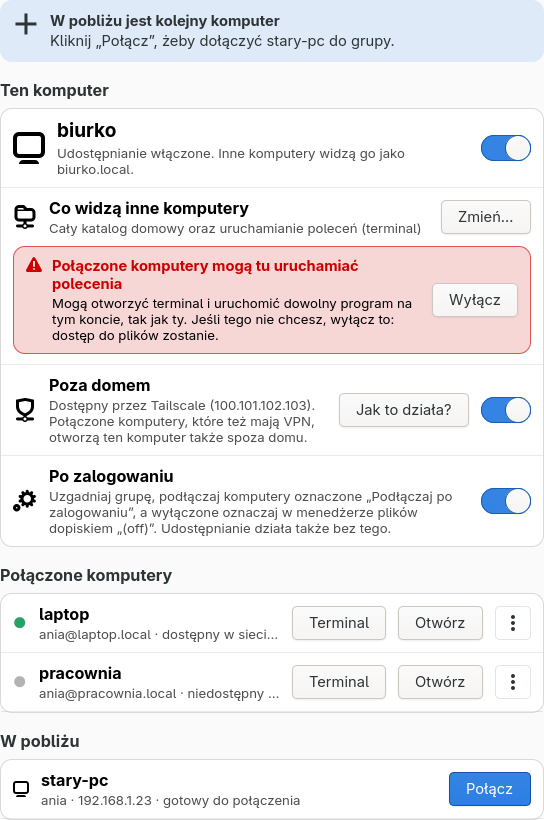 W pobliżu jest kolejny komputer
Kliknij „Połącz”, żeby dołączyć stary-pc do grupy.
Ten komputer
biurko
Udostępnianie włączone. Inne komputery widzą go jako
biurko.local.
Co widzą inne komputery
Cały katalog domowy oraz uruchamianie poleceń (terminal)
Zmień…
Połączone komputery mogą tu uruchamiać
polecenia
Mogą otworzyć terminal i uruchomić dowolny program na
tym koncie, tak jak ty. Jeśli tego nie chcesz, wyłącz to:
dostęp do plików zostanie.
Wyłącz
Poza domem
Dostępny przez Tailscale (100.101.102.103).
Połączone komputery, które też mają VPN,
otworzą ten komputer także spoza domu.
Jak to działa?
Po zalogowaniu
Uzgadniaj grupę, podłączaj komputery oznaczone „Podłączaj po
zalogowaniu”, a wyłączone oznaczaj w menedżerze plików
dopiskiem „(off)”. Udostępnianie działa także bez tego.
Połączone komputery
laptop
ania@laptop.local · dostępny w sieci…
Terminal
Otwórz
pracownia
ania@pracownia.local · niedostępny …
Terminal
Otwórz
W pobliżu
stary-pc
ania · 192.168.1.23 · gotowy do połączenia
Połącz